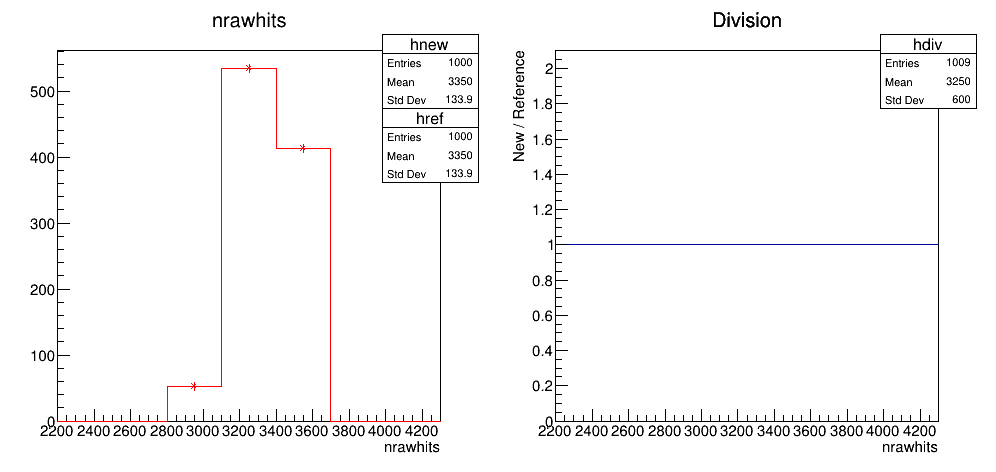 nrawhits
hnew
Entries 1000
Mean 3350
Std Dev 133.9
href
Entries 1000
Mean 3350
Std Dev 133.9
500
400
300
200
100
0
2200 2400 2600 2800 3000 3200 3400 3600 3800 4000 4200
nrawhits
Division
hdiv
Entries 1009
Mean 3250
Std Dev 600
New / Reference
2
1.8
1.6
1.4
1.2
1
0.8
0.6
0.4
0.2
0
2200 2400 2600 2800 3000 3200 3400 3600 3800 4000 4200
nrawhits